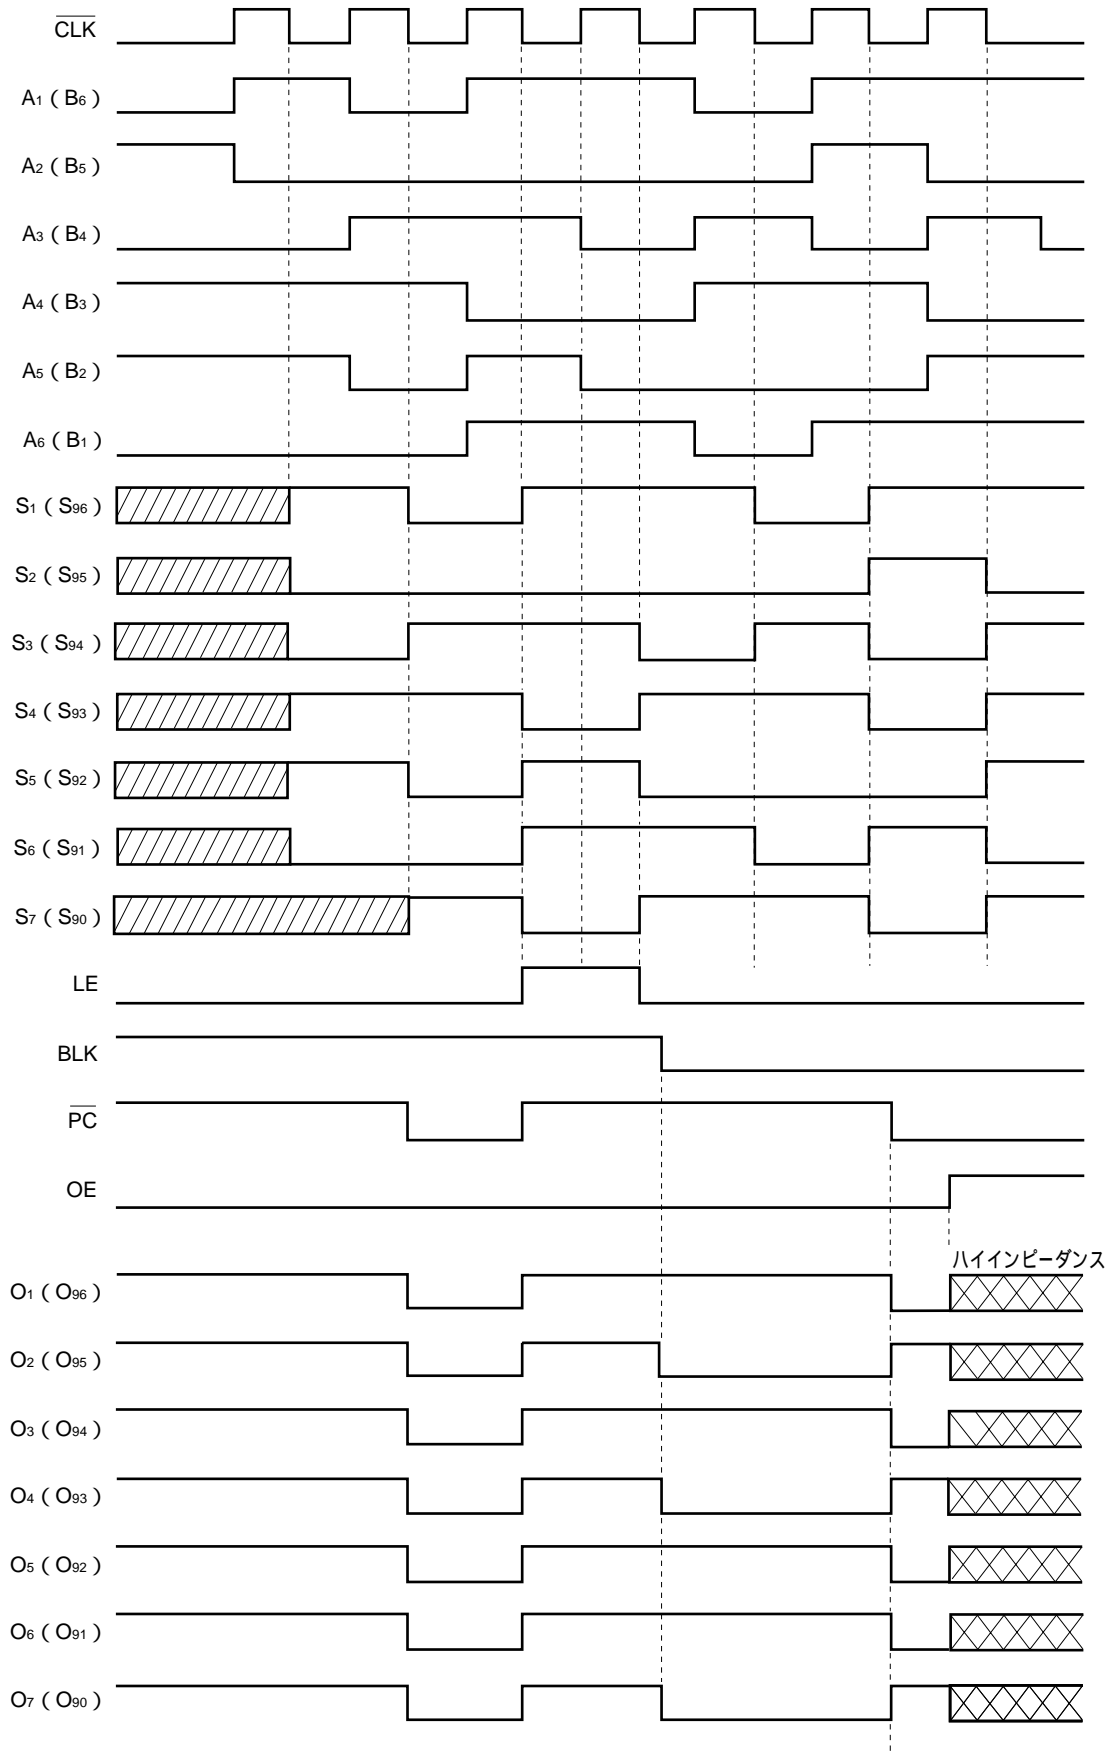 C̅L̅K̅
A₁ ( B₆ )
A₂ ( B₅ )
A₃ ( B₄ )
A₄ ( B₃ )
A₅ ( B₂ )
A₆ ( B₁ )
S₁ ( S₉₆ )
S₂ ( S₉₅ )
S₃ ( S₉₄ )
S₄ ( S₉₃ )
S₅ ( S₉₂ )
S₆ ( S₉₁ )
S₇ ( S₉₀ )
LE
BLK
P̅C̅
OE
ハイインピーダンス
O₁ ( O₉₆ )
O₂ ( O₉₅ )
O₃ ( O₉₄ )
O₄ ( O₉₃ )
O₅ ( O₉₂ )
O₆ ( O₉₁ )
O₇ ( O₉₀ )